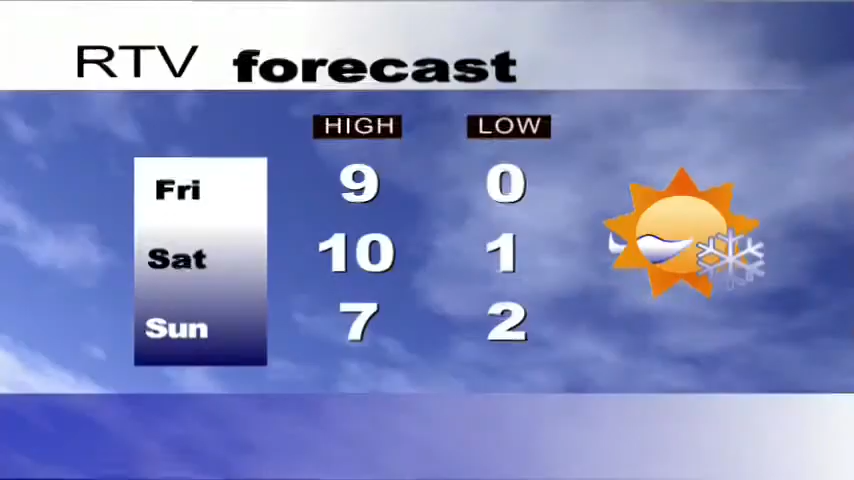 RTV forecast
HIGH LOW
Fri 9 0
Sat 10 1
Sun 7 2